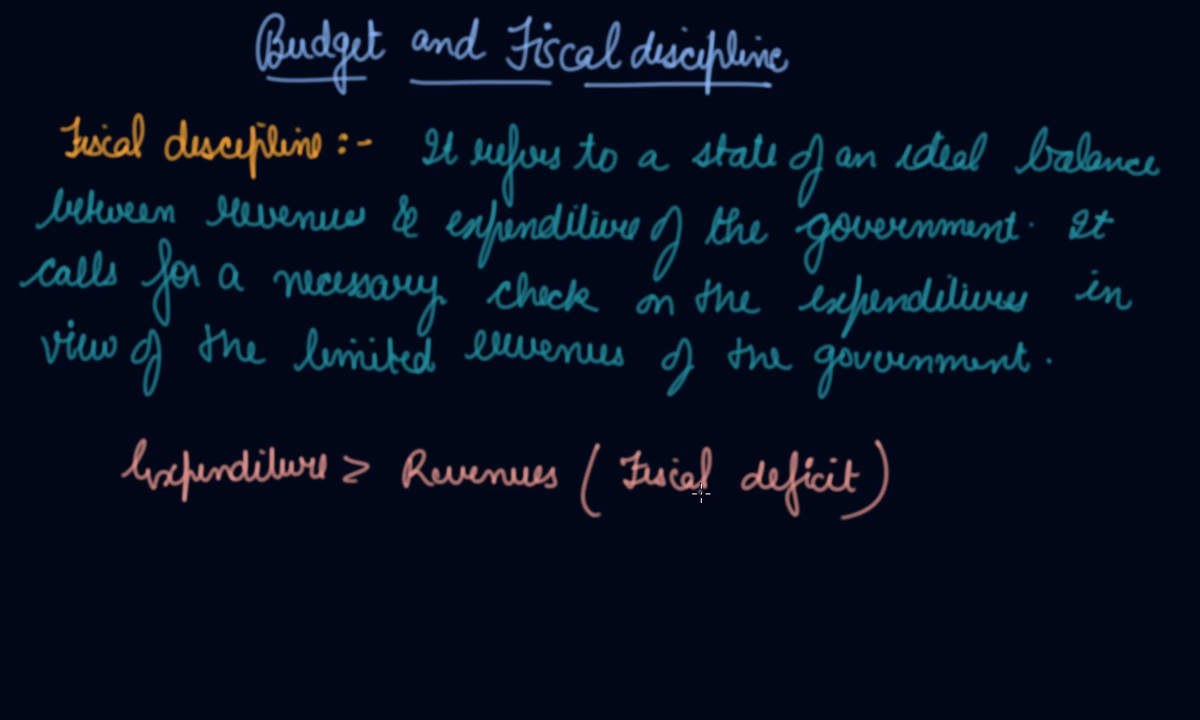 Budget and Fiscal discipline
Fiscal discipline :- It refers to a state of an ideal balance
between revenues & expenditure of the government. It
calls for a necessary check on the expenditures in
view of the limited revenues of the government.
Expenditure > Revenues ( Fiscal deficit )